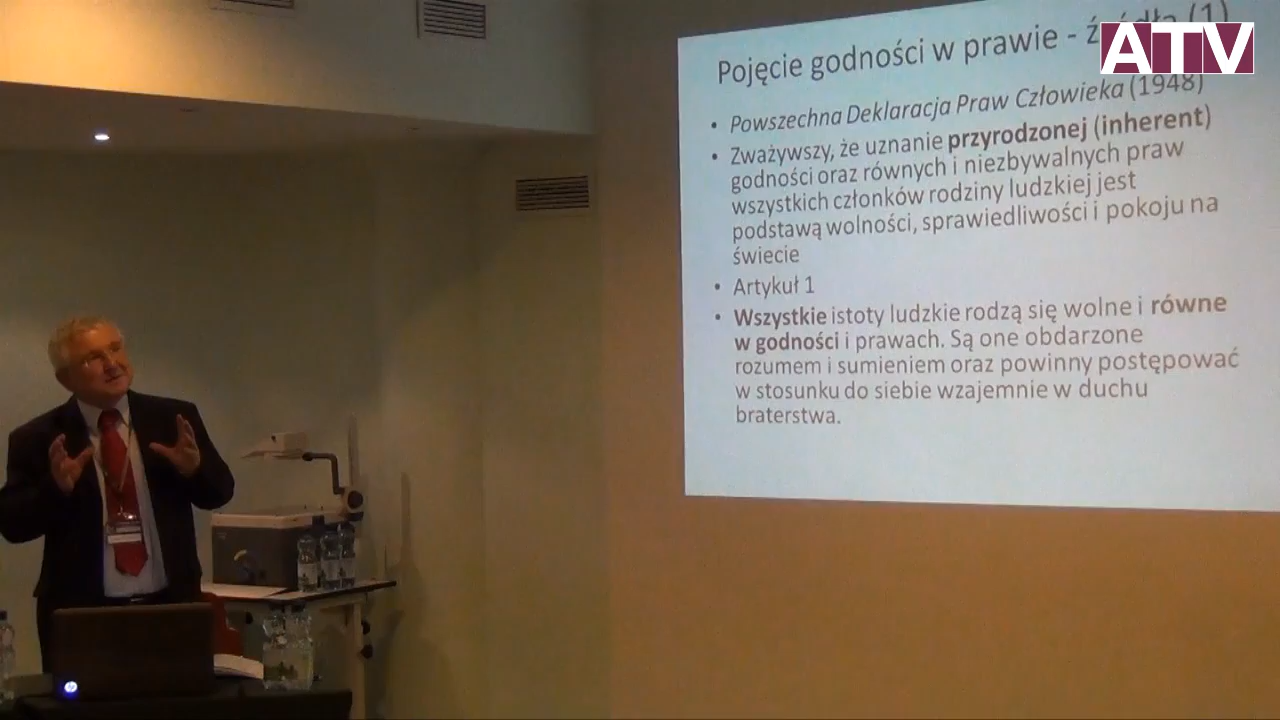 ATV
Pojęcie godności w prawie - źródła (1)
• Powszechna Deklaracja Praw Człowieka (1948)
• Zważywszy, że uznanie przyrodzonej (inherent)
godności oraz równych i niezbywalnych praw
wszystkich członków rodziny ludzkiej jest
podstawą wolności, sprawiedliwości i pokoju na
świecie
• Artykuł 1
• Wszystkie istoty ludzkie rodzą się wolne i równe
w godności i prawach. Są one obdarzone
rozumem i sumieniem oraz powinny postępować
w stosunku do siebie wzajemnie w duchu
braterstwa.